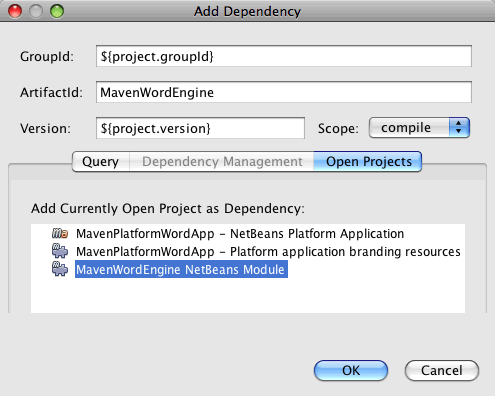 Add Dependency
GroupId: ${project.groupId}
ArtifactId: MavenWordEngine
Version: ${project.version} Scope: compile
Query Dependency Management Open Projects
Add Currently Open Project as Dependency:
MavenPlatformWordApp – NetBeans Platform Application
MavenPlatformWordApp – Platform application branding resources
MavenWordEngine NetBeans Module
OK Cancel